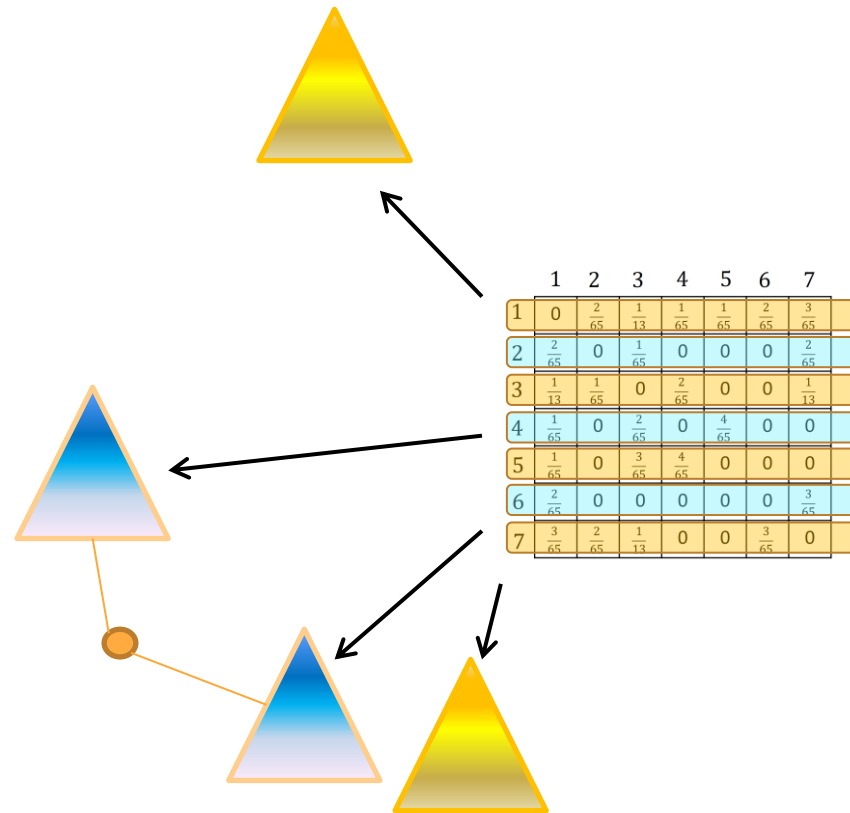 1 2 3 4 5 6 7
1 0 2/65 1/13 1/65 1/65 2/65 3/65
2 2/65 0 1/65 0 0 0 2/65
3 1/13 1/65 0 2/65 0 0 1/13
4 1/65 0 2/65 0 4/65 0 0
5 1/65 0 3/65 4/65 0 0 0
6 2/65 0 0 0 0 0 3/65
7 3/65 2/65 1/13 0 0 3/65 0